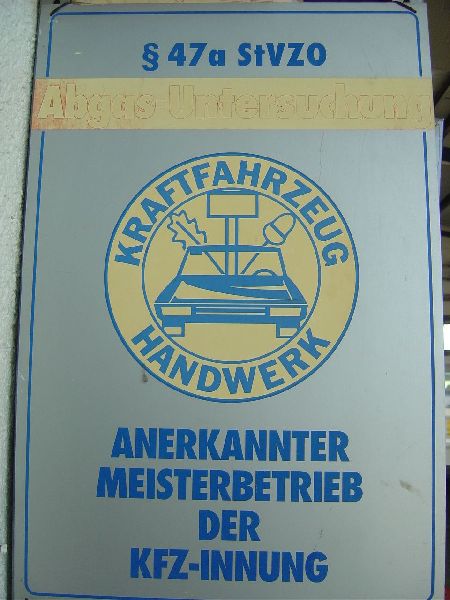 § 47a StVZO
Abgas-Untersuchung
KRAFTFAHRZEUG
HANDWERK
ANERKANNTER
MEISTERBETRIEB
DER
KFZ-INNUNG